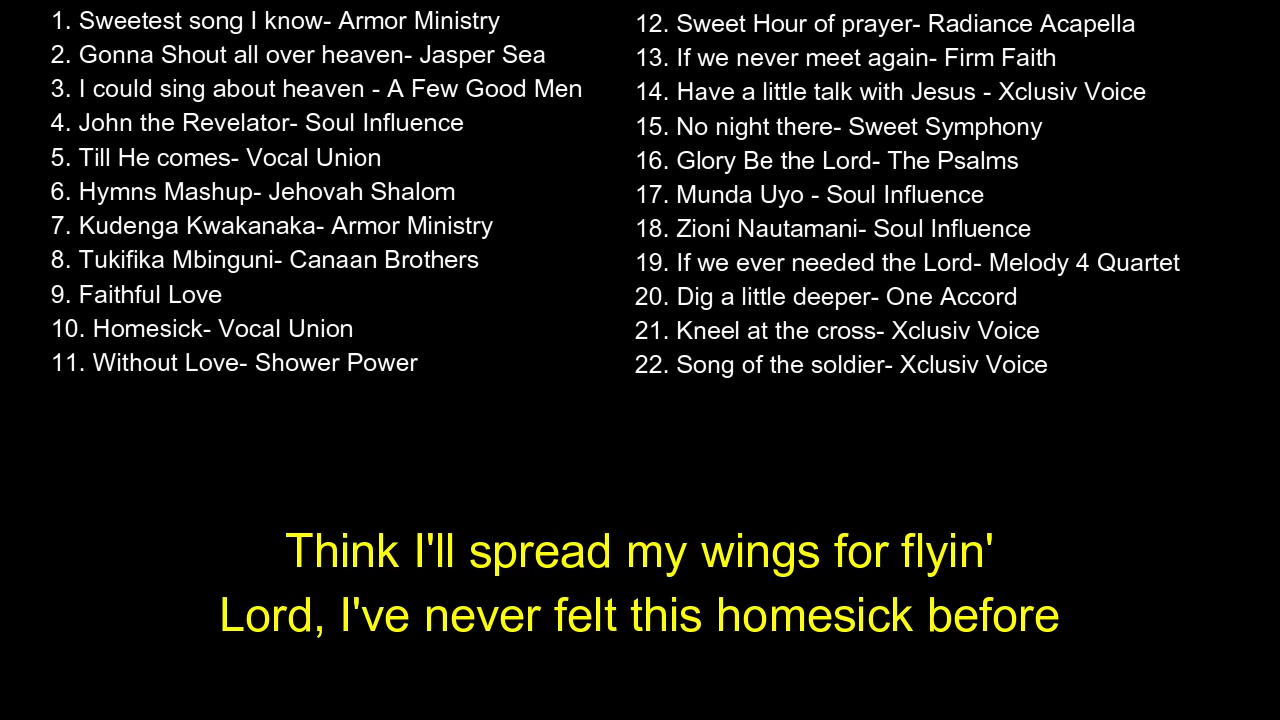 1. Sweetest song I know- Armor Ministry
2. Gonna Shout all over heaven- Jasper Sea
3. I could sing about heaven - A Few Good Men
4. John the Revelator- Soul Influence
5. Till He comes- Vocal Union
6. Hymns Mashup- Jehovah Shalom
7. Kudenga Kwakanaka- Armor Ministry
8. Tukifika Mbinguni- Canaan Brothers
9. Faithful Love
10. Homesick- Vocal Union
11. Without Love- Shower Power
12. Sweet Hour of prayer- Radiance Acapella
13. If we never meet again- Firm Faith
14. Have a little talk with Jesus - Xclusiv Voice
15. No night there- Sweet Symphony
16. Glory Be the Lord- The Psalms
17. Munda Uyo - Soul Influence
18. Zioni Nautamani- Soul Influence
19. If we ever needed the Lord- Melody 4 Quartet
20. Dig a little deeper- One Accord
21. Kneel at the cross- Xclusiv Voice
22. Song of the soldier- Xclusiv Voice
Think I'll spread my wings for flyin'
Lord, I've never felt this homesick before